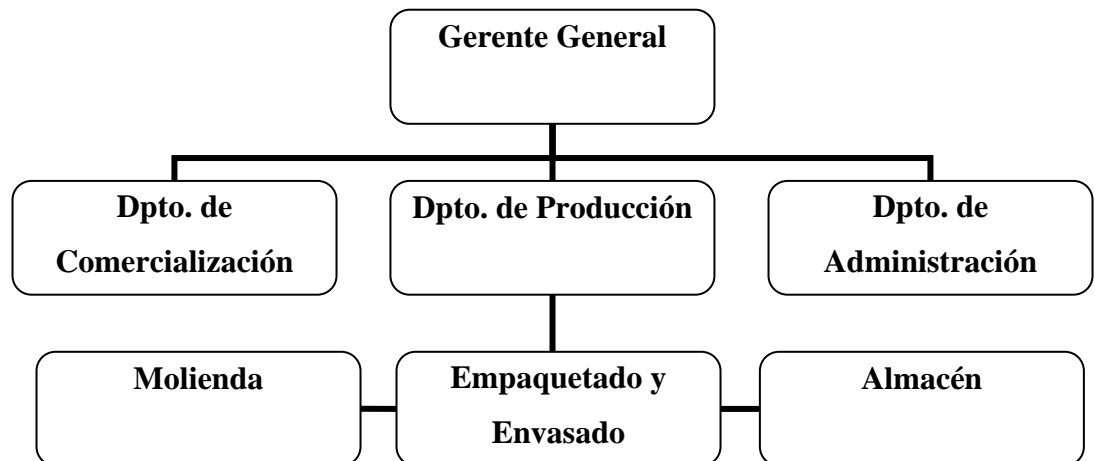 Gerente General
Dpto. de
Comercialización
Dpto. de Producción
Dpto. de
Administración
Molienda
Empaquetado y
Envasado
Almacén